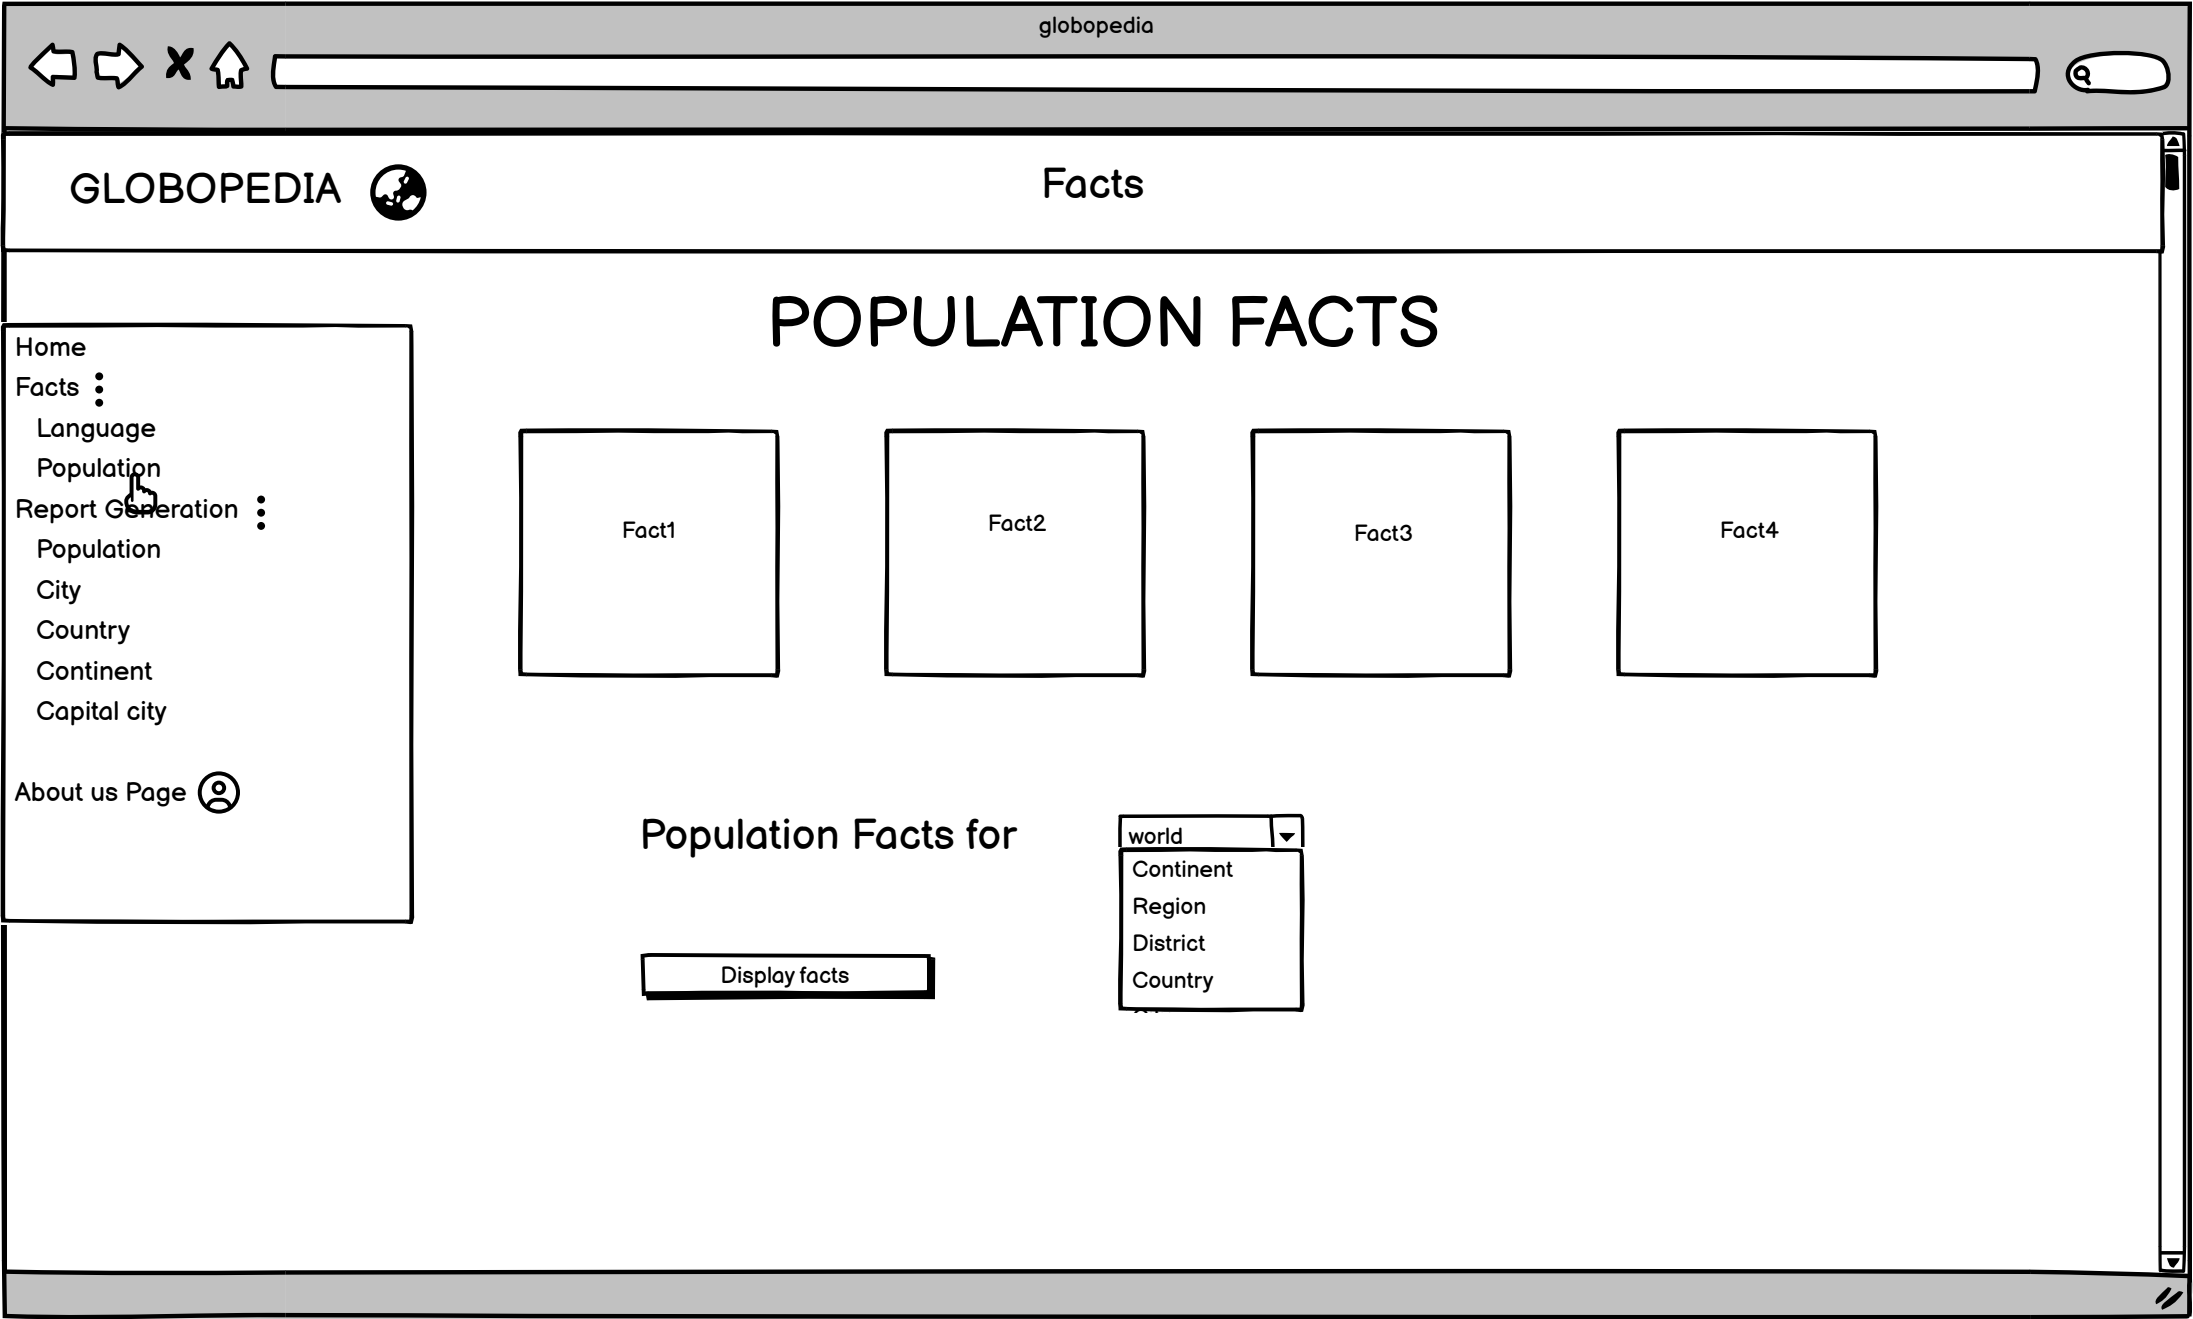 globopedia
GLOBOPEDIA
Facts
POPULATION FACTS
Home
Facts
Language
Population
Report Generation
Population
City
Country
Continent
Capital city
About us Page
Fact1
Fact2
Fact3
Fact4
Population Facts for
world
Continent
Region
District
Country
Display facts